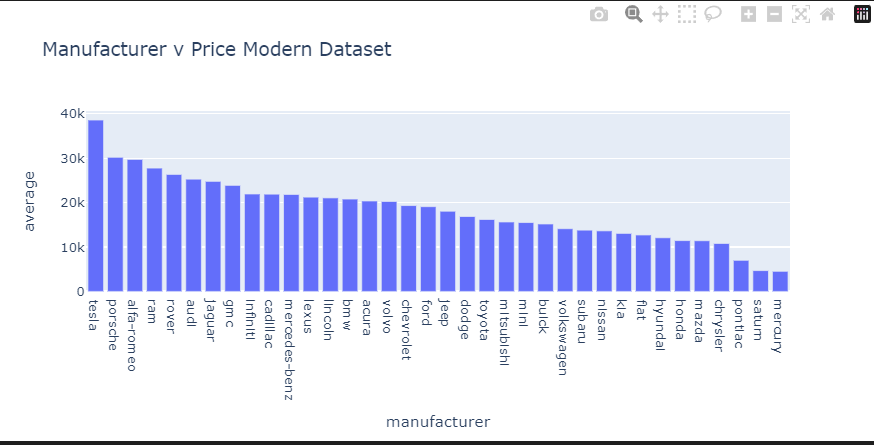 Manufacturer v Price Modern Dataset
average
40k
30k
20k
10k
0
tesla
porsche
alfa-romeo
ram
rover
audi
jaguar
gmc
infiniti
cadillac
mercedes-benz
lexus
lincoln
bmw
acura
volvo
chevrolet
ford
jeep
dodge
toyota
mitsubishi
mini
buick
volkswagen
subaru
nissan
kia
fiat
hyundai
honda
mazda
chrysler
pontiac
saturn
mercury
manufacturer